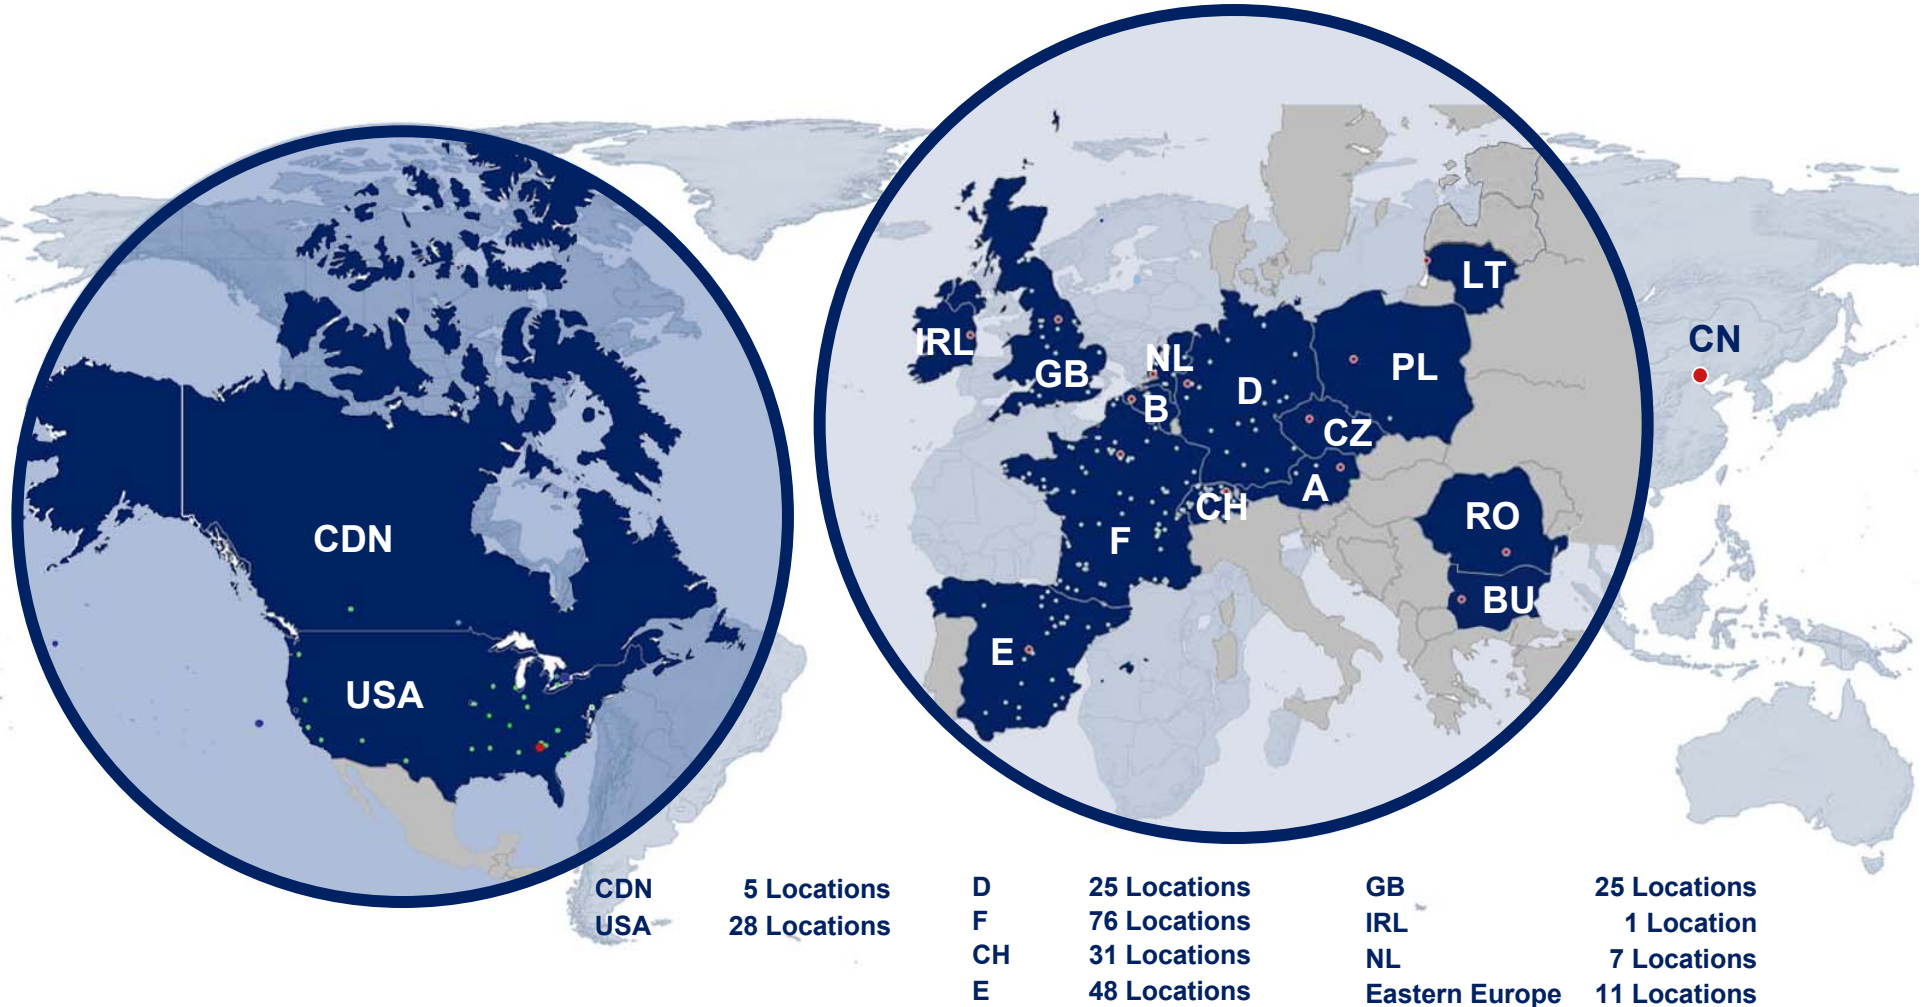 LT
CN
IRL
GB
NL
D
PL
B
CZ
CH
A
RO
F
BU
E
CDN
USA
CDN 5 Locations
USA 28 Locations
D 25 Locations
F 76 Locations
CH 31 Locations
E 48 Locations
GB 25 Locations
IRL 1 Location
NL 7 Locations
Eastern Europe 11 Locations